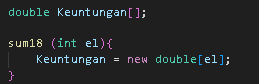 double Keuntungan[];
sum18 (int el){
Keuntungan = new double[el];
}